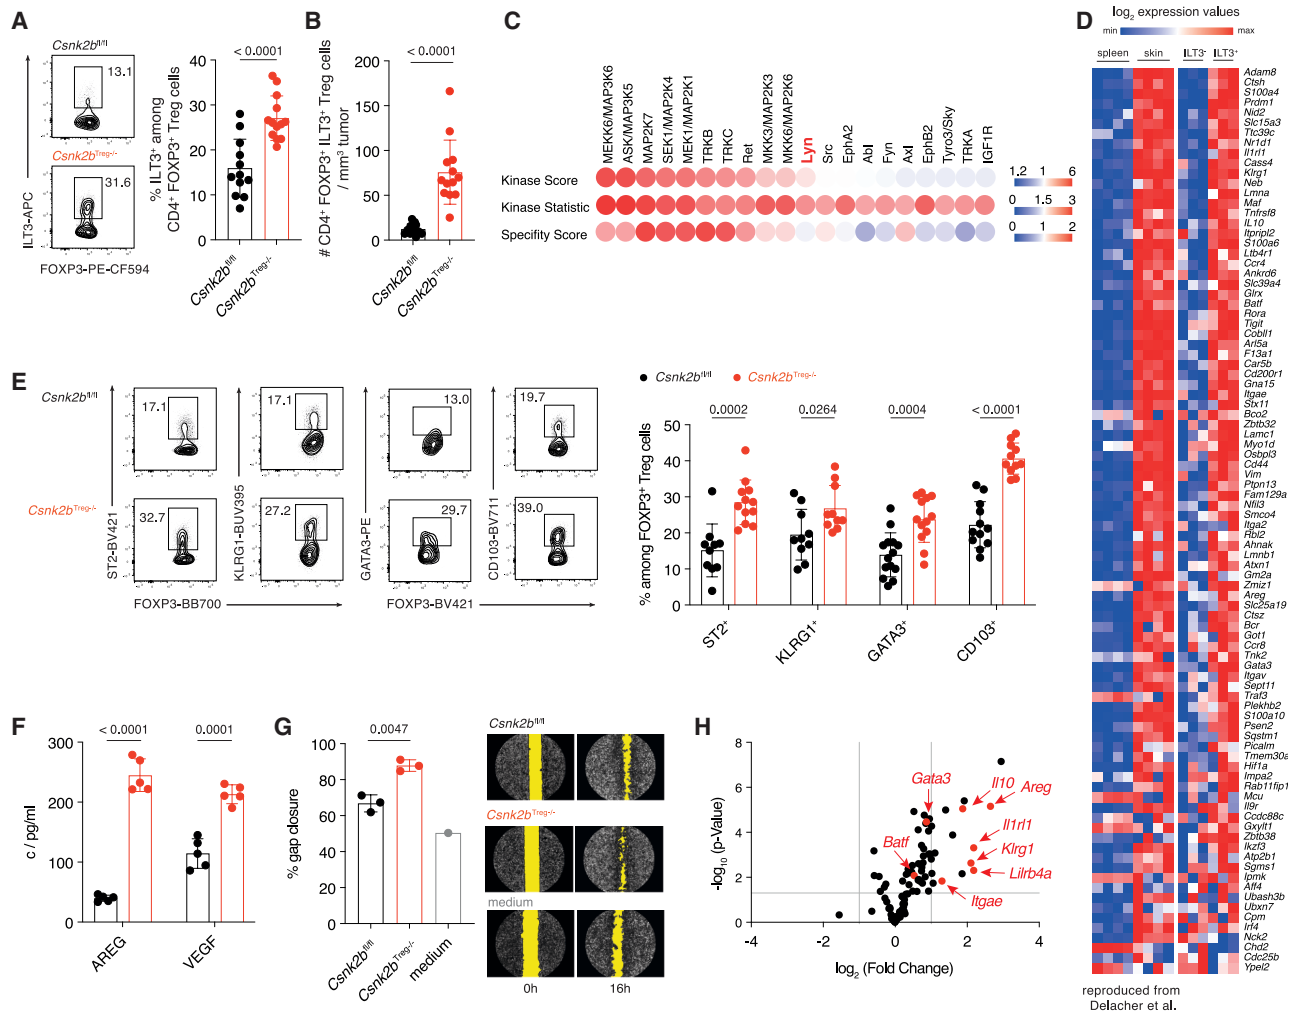 A
Csnk2b^fl/fl
13.1
Csnk2b^Treg-/-
31.6
ILT3-APC
FOXP3-PE-CF594
% ILT3+ among
CD4+ FOXP3+ Treg cells
< 0.0001
40
30
20
10
0
Csnk2b^fl/fl
Csnk2b^Treg-/-
B
# CD4+ FOXP3+ ILT3+ Treg cells
/ mm3 tumor
< 0.0001
200
150
100
50
0
Csnk2b^fl/fl
Csnk2b^Treg-/-
C
MEKK6/MAP3K6
ASK/MAP3K5
MAP2K7
SEK1/MAP2K4
MEK1/MAP2K1
TRKB
TRKC
Ret
MKK3/MAP2K3
MKK6/MAP2K6
Lyn
Src
EphA2
Abl
Fyn
Axl
EphB2
Tyro3/Sky
TRKA
IGF1R
Kinase Score
1.2 1 6
Kinase Statistic
0 1.5 3
Specifity Score
0 1 2
D
log2 expression values
min max
spleen skin ILT3- ILT3+
Adam8
Ctsh
S100a4
Prdm1
Nid2
Slc15a3
Ttc39c
Nr1d1
Il1rl1
Cass4
Klrg1
Neb
Lmna
Maf
Tnfrsf8
IL10
Itpripl2
S100a6
Ltb4r1
Ccr4
Ankrd6
Slc39a4
Glrx
Batf
Rora
Tigit
Cobll1
Arl5a
F13a1
Car5b
Cd200r1
Gna15
Itgae
Stx11
Bco2
Zbtb32
Lamc1
Myo1d
Osbpl3
Cd44
Vim
Ptpn13
Fam129a
Nfil3
Smco4
Itga2
Rbl2
Ahnak
Lmnb1
Atxn1
Gm2a
Zmiz1
Areg
Slc25a19
Ctsz
Bcr
Got1
Ccr8
Tnk2
Gata3
Itgav
Sept11
Traf3
Plekhb2
S100a10
Psen2
Sqstm1
Picalm
Tmem30a
Hif1a
Impa2
Rab11fip1
Mcu
Il9r
Ccdc88c
Gxylt1
Zbtb38
Ikzf3
Atp2b1
Sgms1
Ipmk
Aff4
Ubash3b
Ubxn7
Cpm
Irf4
Nck2
Chd2
Cdc25b
Ypel2
reproduced from
Delacher et al.
E
Csnk2b^fl/fl
17.1
17.1
13.0
19.7
Csnk2b^Treg-/-
32.7
27.2
29.7
39.0
ST2-BV421
KLRG1-BUV395
GATA3-PE
CD103-BV711
FOXP3-BB700
FOXP3-BV421
Csnk2b^fl/fl Csnk2b^Treg-/-
0.0002 0.0264 0.0004 < 0.0001
% among FOXP3+ Treg cells
50
40
30
20
10
0
ST2+
KLRG1+
GATA3+
CD103+
F
< 0.0001 0.0001
c / pg/ml
300
200
100
0
AREG
VEGF
G
0.0047
% gap closure
100
80
60
40
20
0
Csnk2b^fl/fl
Csnk2b^Treg-/-
medium
Csnk2b^fl/fl
Csnk2b^Treg-/-
medium
0h 16h
H
-log10 (p-Value)
8
6
4
2
0
Gata3
Il10
Areg
Il1rl1
Batf
Klrg1
Lilrb4a
Itgae
-4 -2 0 2 4
log2 (Fold Change)